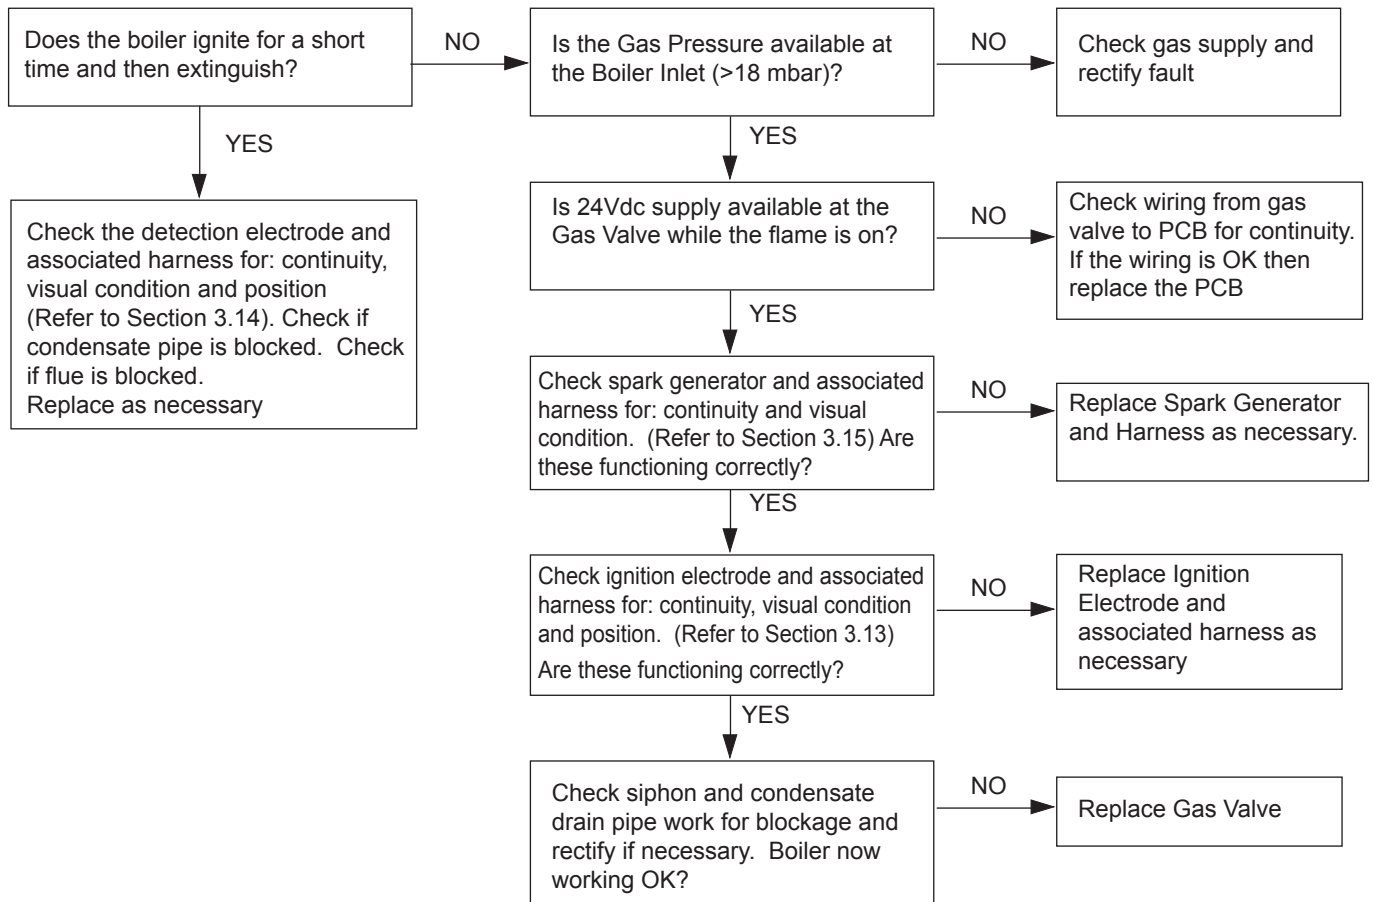 Does the boiler ignite for a short
time and then extinguish?
NO
Is the Gas Pressure available at
the Boiler Inlet (>18 mbar)?
NO
Check gas supply and
rectify fault
YES
YES
Check the detection electrode and
associated harness for: continuity,
visual condition and position
(Refer to Section 3.14). Check if
condensate pipe is blocked.  Check
if flue is blocked.
Replace as necessary
Is 24Vdc supply available at the
Gas Valve while the flame is on?
NO
Check wiring from gas
valve to PCB for continuity.
If the wiring is OK then
replace the PCB
YES
Check spark generator and associated
harness for: continuity and visual
condition.  (Refer to Section 3.15) Are
these functioning correctly?
NO
Replace Spark Generator
and Harness as necessary.
YES
Check ignition electrode and associated
harness for: continuity, visual condition
and position.  (Refer to Section 3.13)
Are these functioning correctly?
NO
Replace Ignition
Electrode and
associated harness as
necessary
YES
Check siphon and condensate
drain pipe work for blockage and
rectify if necessary.  Boiler now
working OK?
NO
Replace Gas Valve